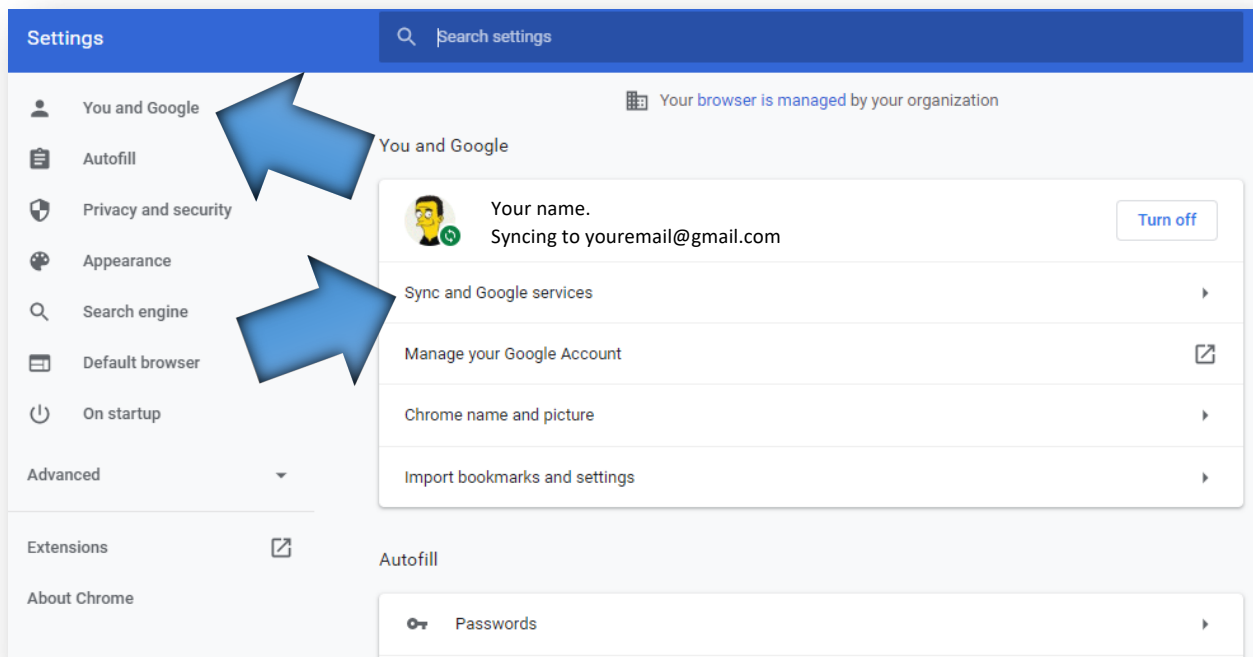 Settings
Search settings
You and Google
Autofill
Privacy and security
Appearance
Search engine
Default browser
On startup
Advanced
Extensions
About Chrome
Your browser is managed by your organization
You and Google
Your name.
Syncing to youremail@gmail.com
Turn off
Sync and Google services
Manage your Google Account
Chrome name and picture
Import bookmarks and settings
Autofill
Passwords